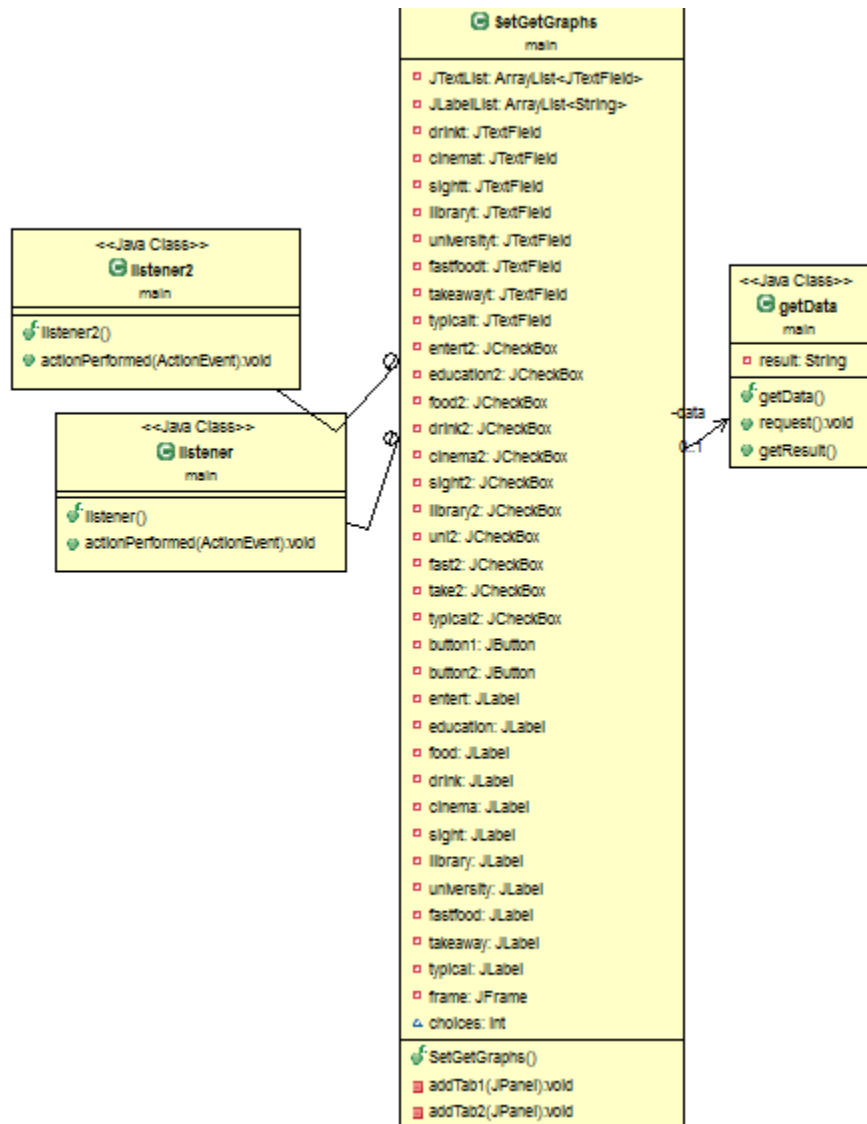 SetGetGraphs
main
JTextList: ArrayList<JTextField>
JLabelList: ArrayList<String>
drinkt: JTextField
cinemat: JTextField
sightt: JTextField
libraryt: JTextField
universityt: JTextField
fastfoodt: JTextField
takeawayt: JTextField
typicalt: JTextField
entert2: JCheckBox
education2: JCheckBox
food2: JCheckBox
drink2: JCheckBox
cinema2: JCheckBox
sight2: JCheckBox
library2: JCheckBox
uni2: JCheckBox
fast2: JCheckBox
take2: JCheckBox
typical2: JCheckBox
button1: JButton
button2: JButton
entert: JLabel
education: JLabel
food: JLabel
drink: JLabel
cinema: JLabel
sight: JLabel
library: JLabel
university: JLabel
fastfood: JLabel
takeaway: JLabel
typical: JLabel
frame: JFrame
choices: int
SetGetGraphs()
addTab1(JPanel):void
addTab2(JPanel):void
<<Java Class>>
listener2
main
listener2()
actionPerformed(ActionEvent):void
<<Java Class>>
listener
main
listener()
actionPerformed(ActionEvent):void
-data
0..1
<<Java Class>>
getData
main
result: String
getData()
request():void
getResult()